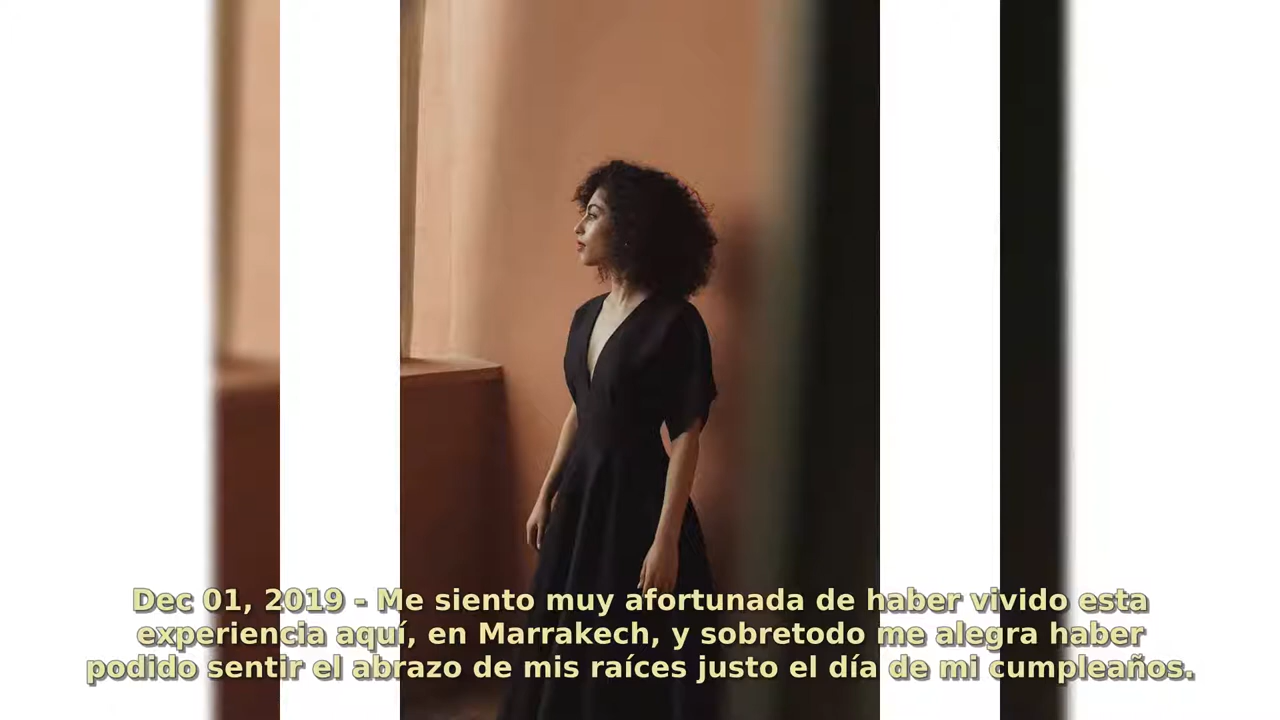 Dec 01, 2019 - Me siento muy afortunada de haber vivido esta
experiencia aquí, en Marrakech, y sobretodo me alegra haber
podido sentir el abrazo de mis raíces justo el día de mi cumpleaños.